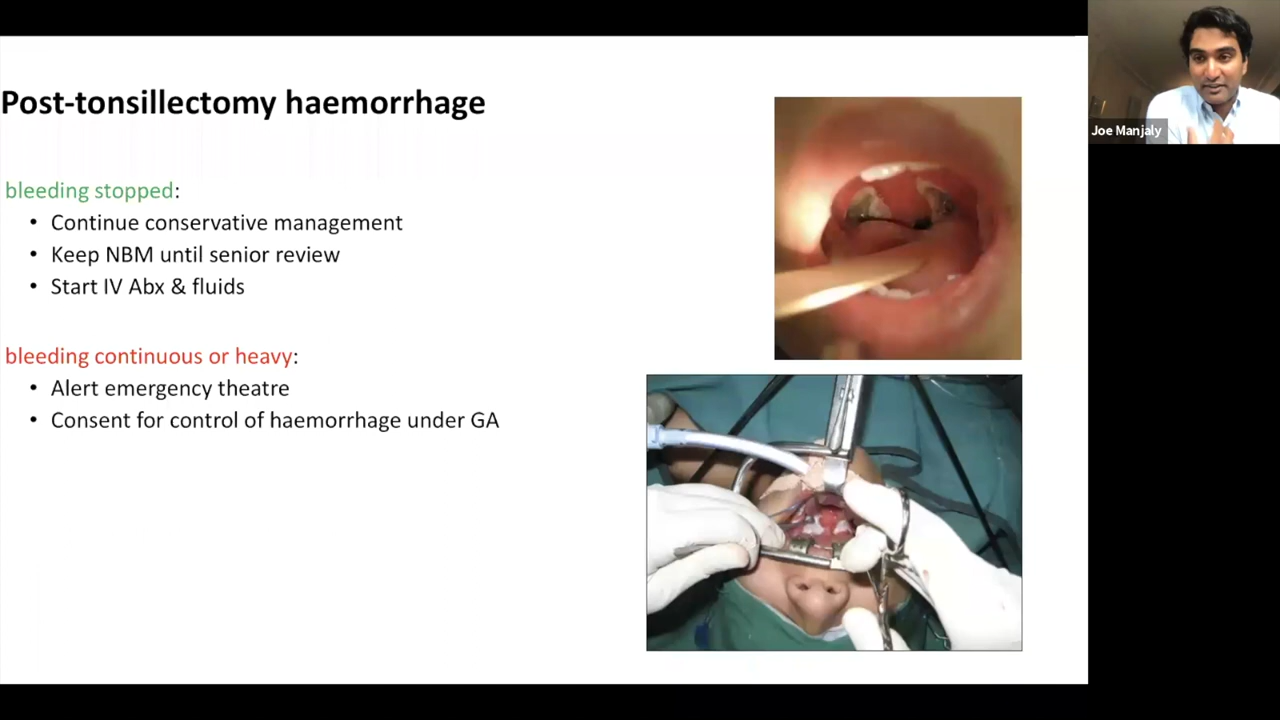 Post-tonsillectomy haemorrhage
bleeding stopped:
• Continue conservative management
• Keep NBM until senior review
• Start IV Abx & fluids
bleeding continuous or heavy:
• Alert emergency theatre
• Consent for control of haemorrhage under GA
Joe Manjaly